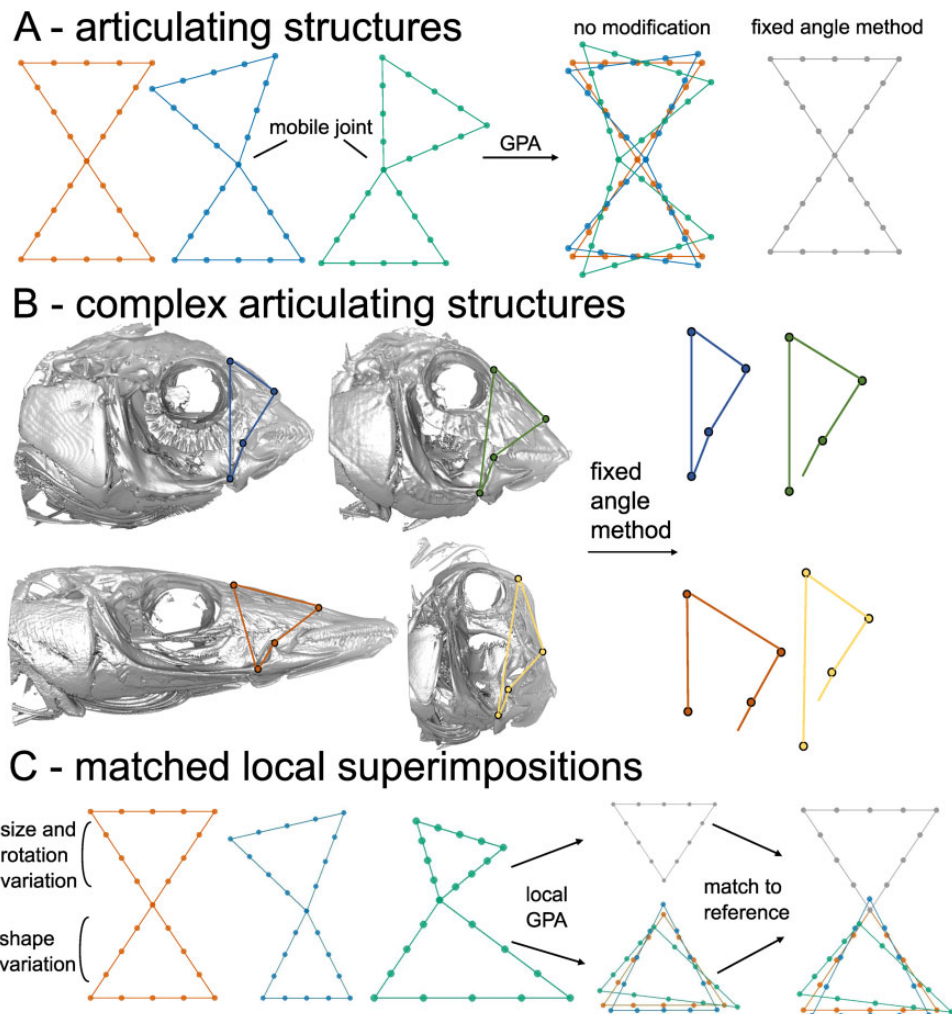 A - articulating structures
no modification
fixed angle method
mobile joint
GPA
B - complex articulating structures
fixed
angle
method
C - matched local superimpositions
size and
rotation
variation
shape
variation
local
GPA
match to
reference